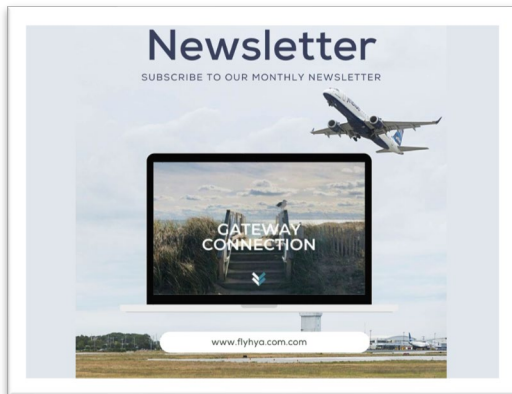 Newsletter
SUBSCRIBE TO OUR MONTHLY NEWSLETTER
GATEWAY
CONNECTION
www.flyhya.com.com